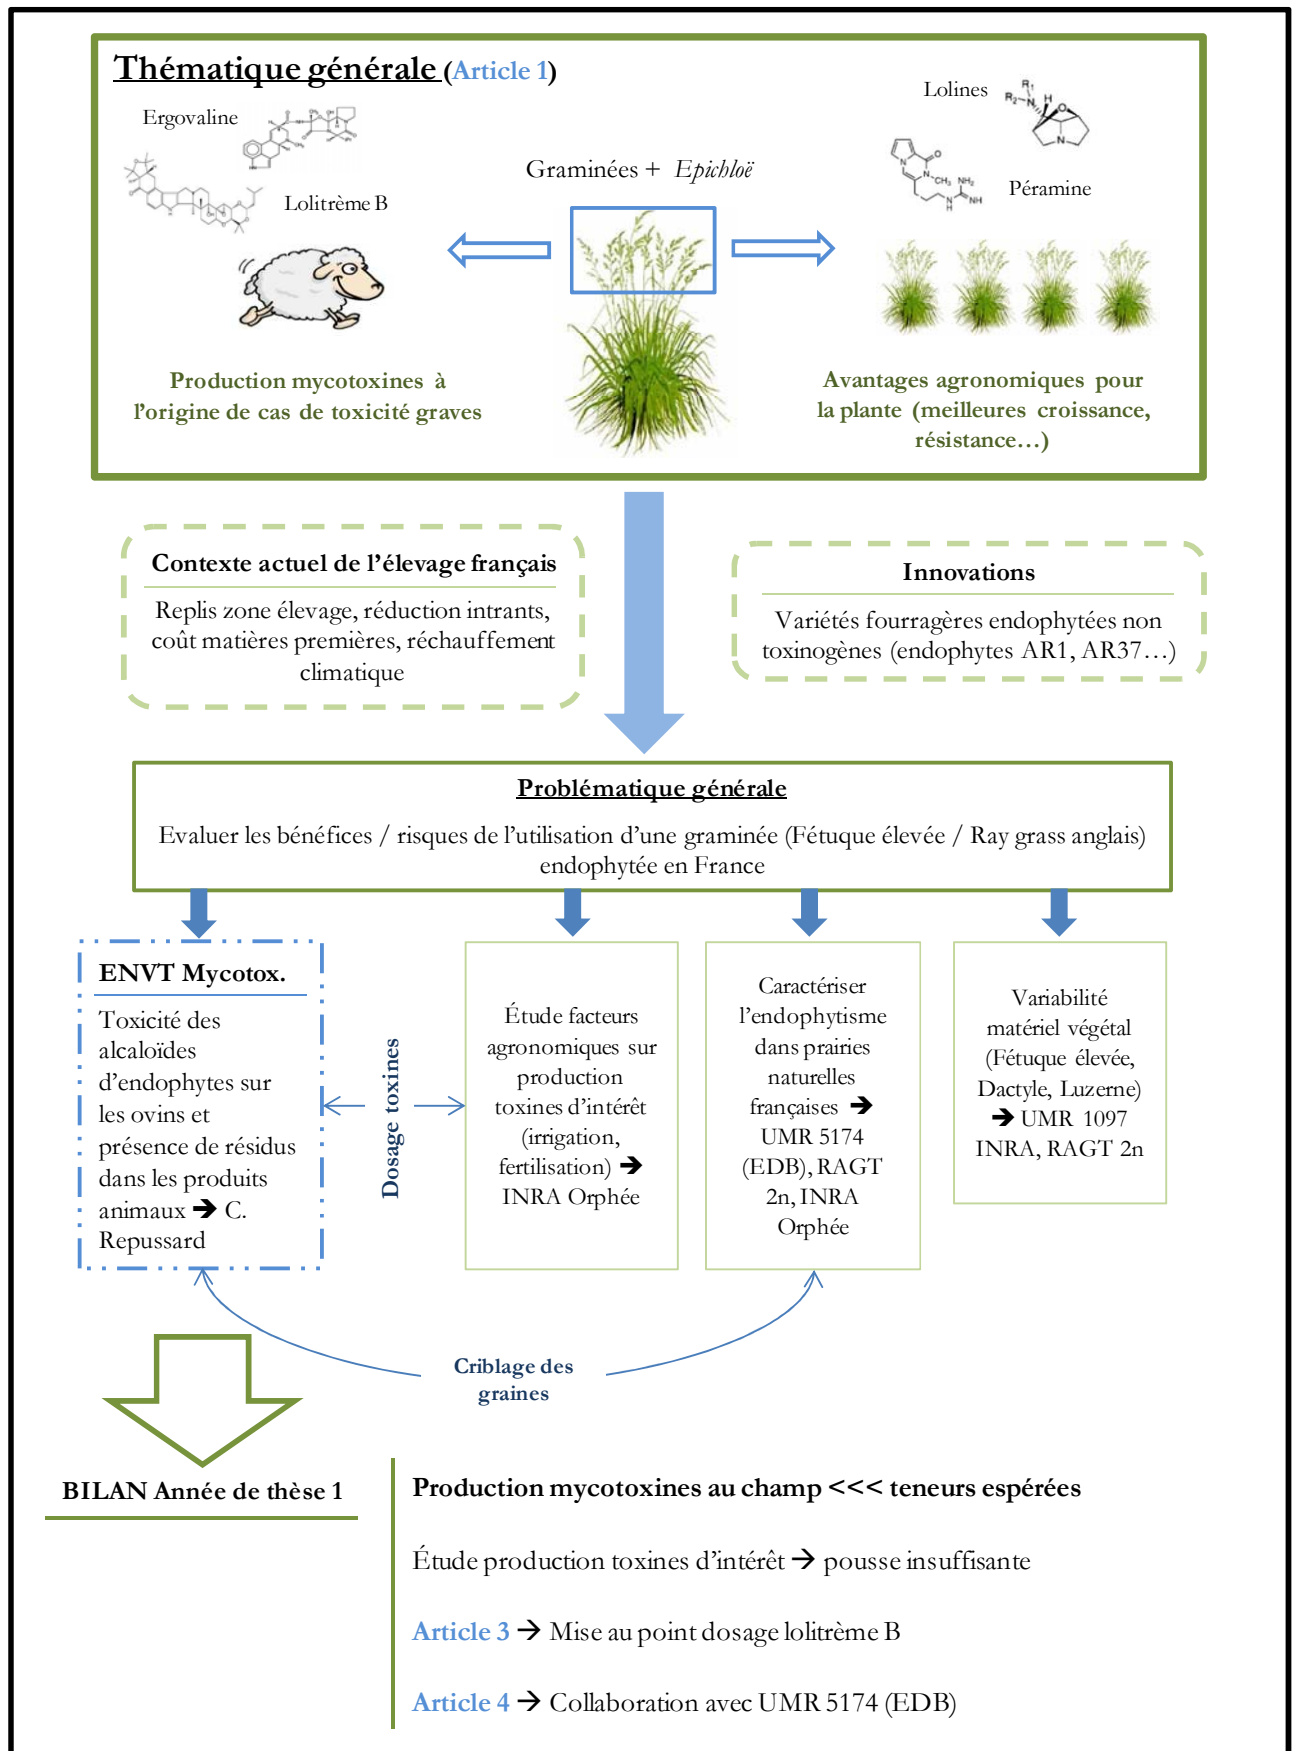 Thématique générale (Article 1)
Ergovaline
Lolitrème B
Graminées + Epichloë
Lolines
R1
R2
N
H
O
N
Péramine
O
N
N
CH3
N
H
NH2
NH
Production mycotoxines à
l'origine de cas de toxicité graves
Avantages agronomiques pour
la plante (meilleures croissance,
résistance…)
Contexte actuel de l'élevage français
Replis zone élevage, réduction intrants,
coût matières premières, réchauffement
climatique
Innovations
Variétés fourragères endophytées non
toxinogènes (endophytes AR1, AR37…)
Problématique générale
Evaluer les bénéfices / risques de l'utilisation d'une graminée (Fétuque élevée / Ray grass anglais)
endophytée en France
ENVT Mycotox.
Toxicité des
alcaloïdes
d'endophytes sur
les ovins et
présence de résidus
dans les produits
animaux ➔ C.
Repussard
Dosage toxines
Étude facteurs
agronomiques sur
production
toxines d'intérêt
(irrigation,
fertilisation) ➔
INRA Orphée
Caractériser
l'endophytisme
dans prairies
naturelles
françaises ➔
UMR 5174
(EDB), RAGT
2n, INRA
Orphée
Variabilité
matériel végétal
(Fétuque élevée,
Dactyle, Luzerne)
➔ UMR 1097
INRA, RAGT 2n
Criblage des
graines
BILAN Année de thèse 1
Production mycotoxines au champ <<< teneurs espérées
Étude production toxines d'intérêt → pousse insuffisante
Article 3 → Mise au point dosage lolitrème B
Article 4 → Collaboration avec UMR 5174 (EDB)